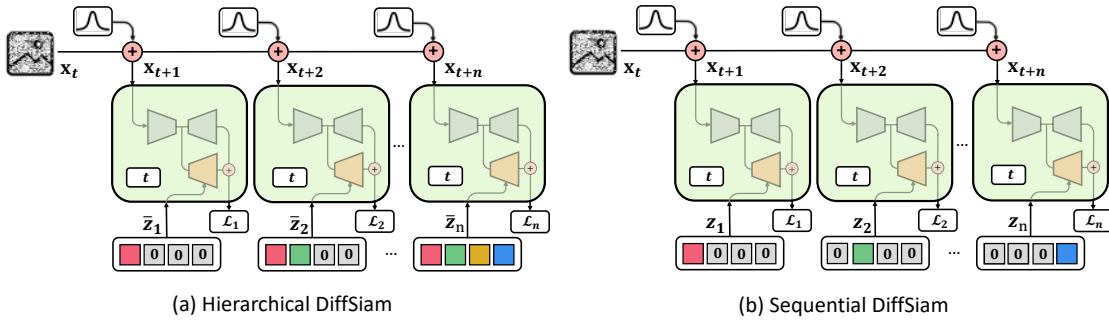 x_t x_{t+1} x_{t+2} x_{t+n}
t t ... t
z̄_1 ℒ_1 z̄_2 ℒ_2 z̄_n ℒ_n
0 0 0 0 0 ...
(a) Hierarchical DiffSiam
x_t x_{t+1} x_{t+2} x_{t+n}
t t ... t
z_1 ℒ_1 z_2 ℒ_2 z_n ℒ_n
0 0 0 0 0 0 ... 0 0 0
(b) Sequential DiffSiam